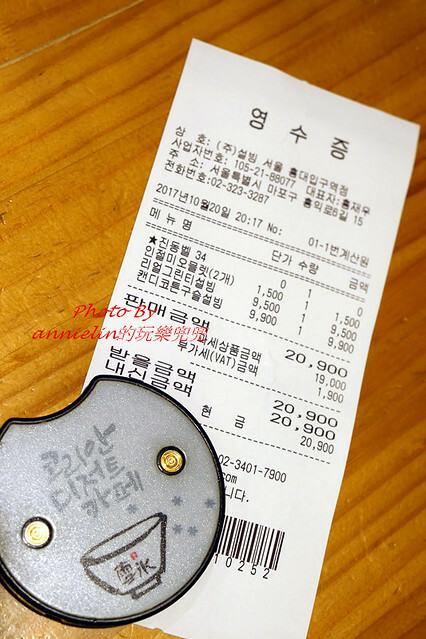 영 수 증
상 호: (주)설빙 서울 홍대입구역점
사업자번호: 105-21-88077 대표자:홍재우
주 소: 서울특별시 마포구 홍익로6길 15
전화번호:02-323-3287
2017년10월20일 20:17 No: 01-1번계산원
메 뉴 명 단가 수량 금액
★진동벨 34 0 1 0
인절미오믈렛(2개) 1,500 1 1,500
리얼그린티설빙 9,500 1 9,500
캔디코튼구슬설빙 9,900 1 9,900
판매금액 20,900
과세상품금액 19,000
부가세(VAT)금액 1,900
받을금액 20,900
내신금액 20,900
현 금 20,900
02-3401-7900
.com
니다.
10252
Photo By
annielin的玩樂兜兜
코리안
디저트
카페
雪氷